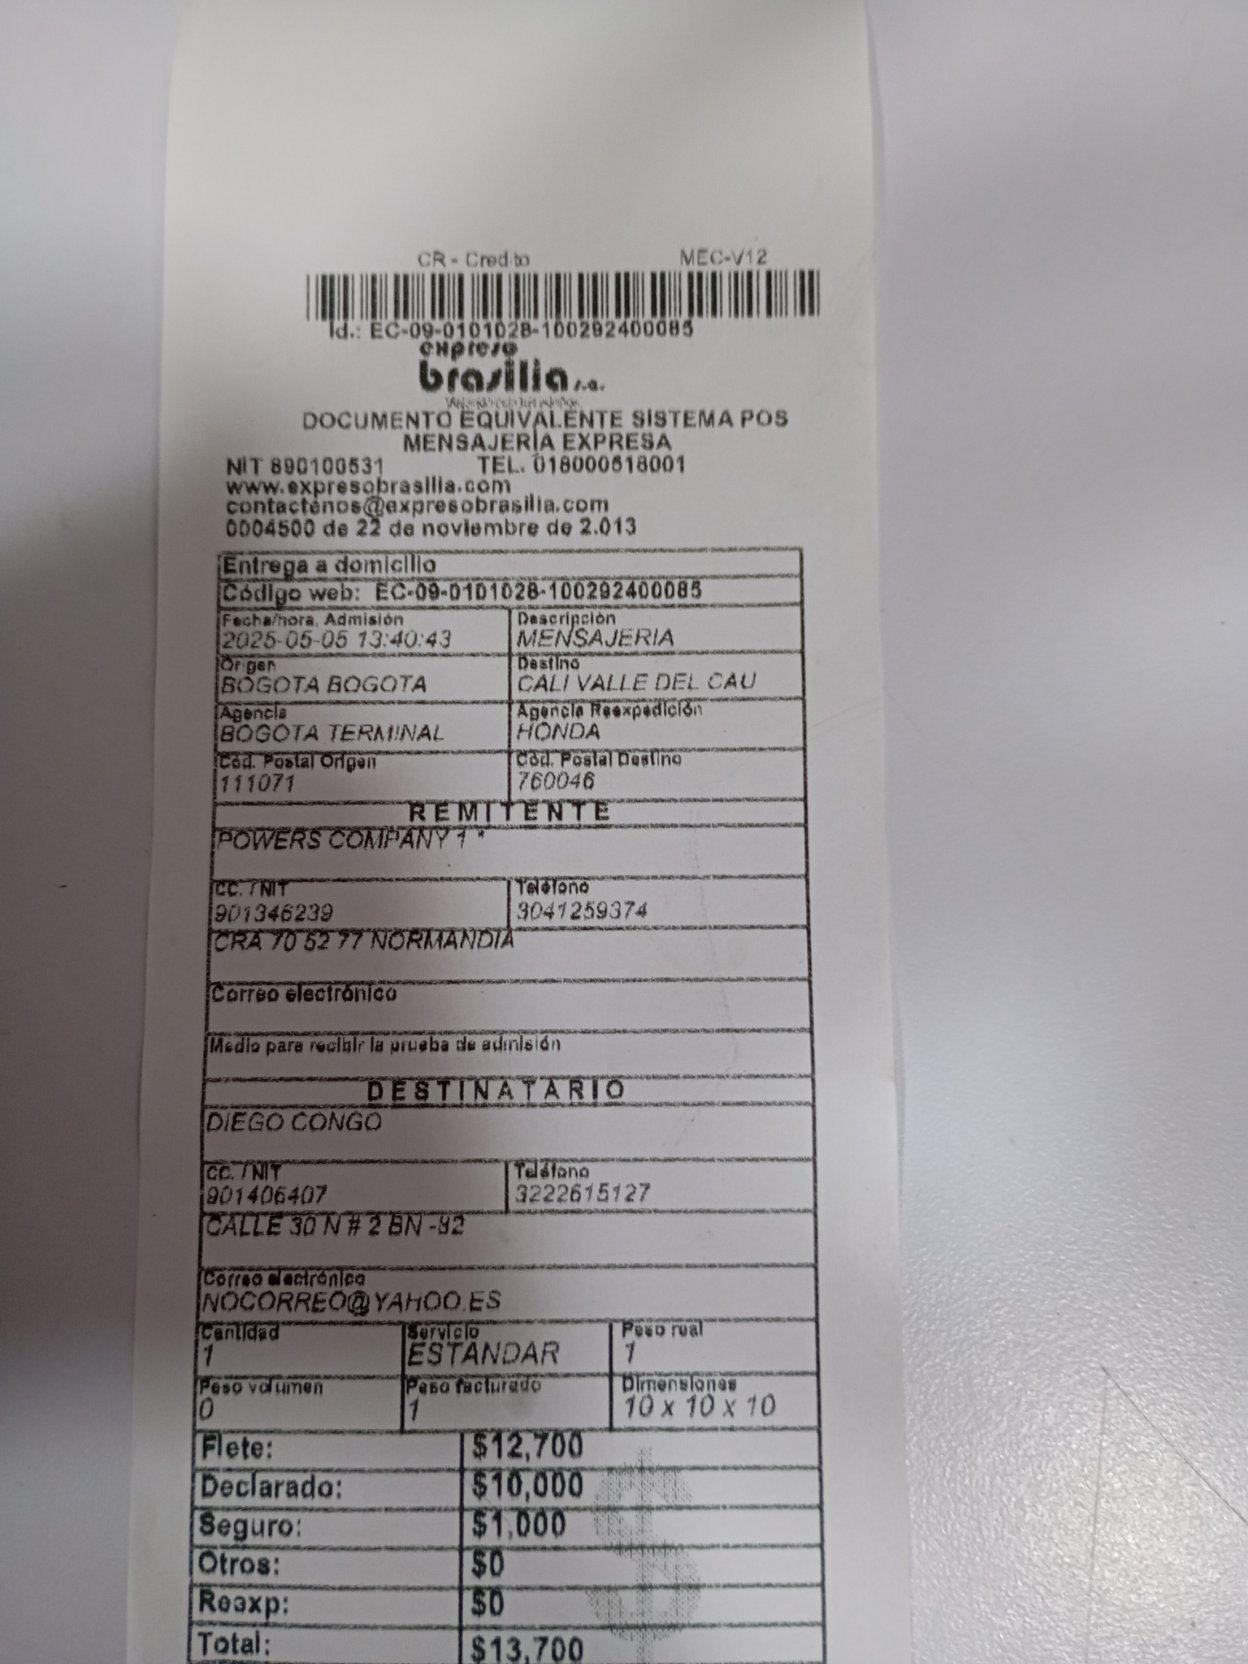 CR - Credito MEC-V12
Id.: EC-09-0101028-100292400085
expreso
brasilia s.a.
DOCUMENTO EQUIVALENTE SISTEMA POS
MENSAJERÍA EXPRESA
NIT 890100531 TEL. 018000518001
www.expresobrasilia.com
contactenos@expresobrasilia.com
0004500 de 22 de noviembre de 2.013
Entrega a domicilio
Código web: EC-09-0101028-100292400085
Fecha/hora, Admisión Descripción
2025-05-05 13:40:43 MENSAJERIA
Origen Destino
BOGOTA BOGOTA CALI VALLE DEL CAU
Agencia Agencia Reexpedición
BOGOTA TERMINAL HONDA
Cód. Postal Origen Cód. Postal Destino
111071 760046
REMITENTE
POWERS COMPANY 1 *
CC. / NIT Teléfono
901346239 3041259374
CRA 70 52 77 NORMANDIA
Correo electrónico
Medio para recibir la prueba de admisión
DESTINATARIO
DIEGO CONGO
CC. / NIT Teléfono
901406407 3222615127
CALLE 30 N # 2 BN -82
Correo electrónico
NOCORREO@YAHOO.ES
Cantidad Servicio Peso real
1 ESTANDAR 1
Peso volumen Peso facturado Dimensiones
0 1 10 x 10 x 10
Flete: $12,700
Declarado: $10,000
Seguro: $1,000
Otros: $0
Reexp: $0
Total: $13,700